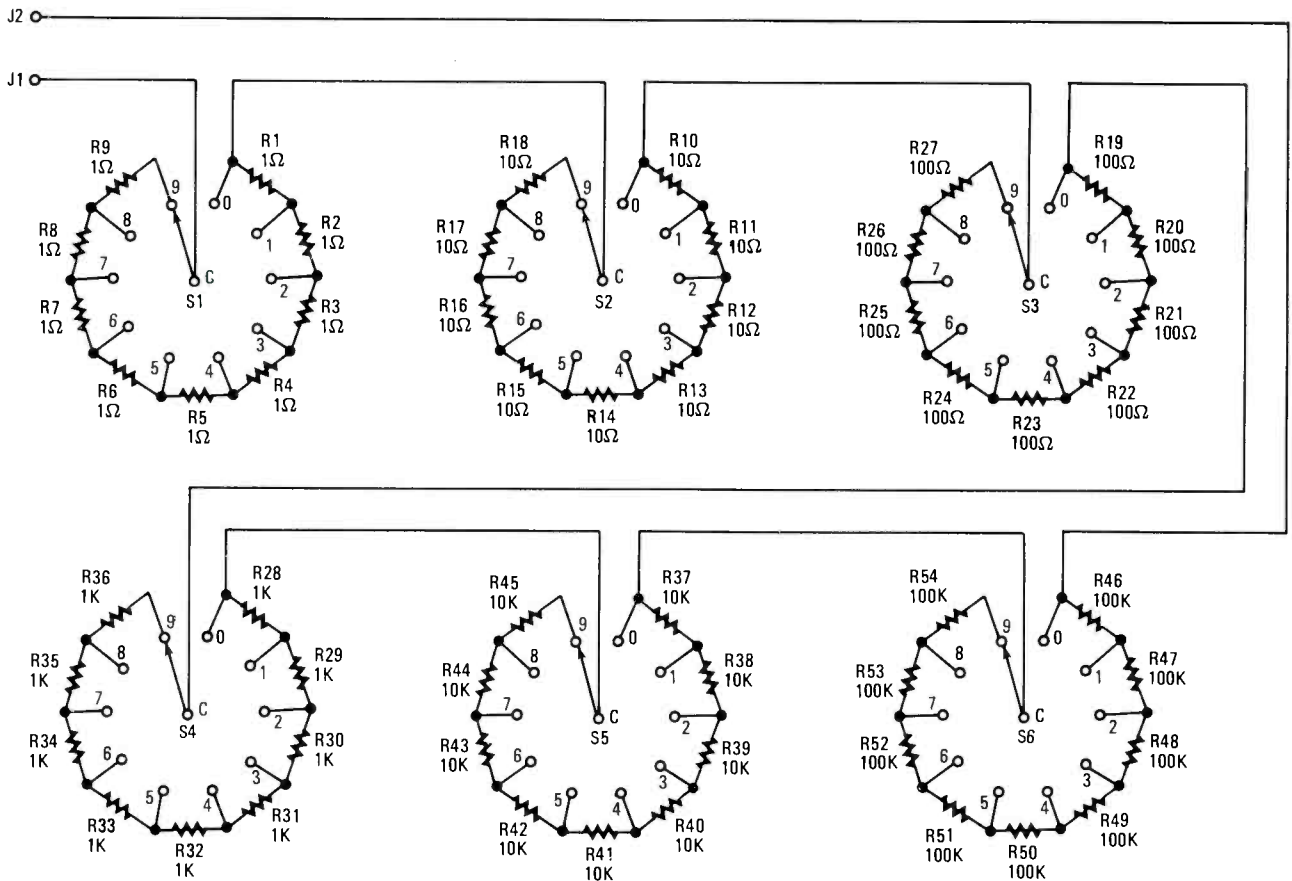 J2
J1
R9
1Ω
R1
1Ω
R8
1Ω
R2
1Ω
R7
1Ω
R3
1Ω
R6
1Ω
R5
1Ω
R4
1Ω
9
0
8
1
7
2
6
3
5
4
C
S1
R18
10Ω
R10
10Ω
R17
10Ω
R11
10Ω
R16
10Ω
R12
10Ω
R15
10Ω
R14
10Ω
R13
10Ω
9
0
8
1
7
2
6
3
5
4
C
S2
R27
100Ω
R19
100Ω
R26
100Ω
R20
100Ω
R25
100Ω
R21
100Ω
R24
100Ω
R23
100Ω
R22
100Ω
9
0
8
1
7
2
6
3
5
4
C
S3
R36
1K
R28
1K
R35
1K
R29
1K
R34
1K
R30
1K
R33
1K
R32
1K
R31
1K
9
0
8
1
7
2
6
3
5
4
C
S4
R45
10K
R37
10K
R44
10K
R38
10K
R43
10K
R39
10K
R42
10K
R41
10K
R40
10K
9
0
8
1
7
2
6
3
5
4
C
S5
R54
100K
R46
100K
R53
100K
R47
100K
R52
100K
R48
100K
R51
100K
R50
100K
R49
100K
9
0
8
1
7
2
6
3
5
4
C
S6